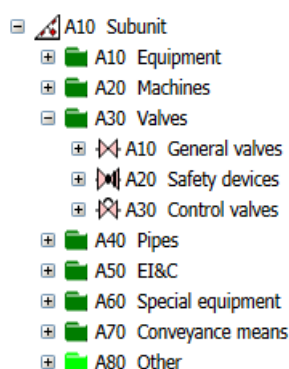 A10 Subunit
A10 Equipment
A20 Machines
A30 Valves
A10 General valves
A20 Safety devices
A30 Control valves
A40 Pipes
A50 EI&C
A60 Special equipment
A70 Conveyance means
A80 Other